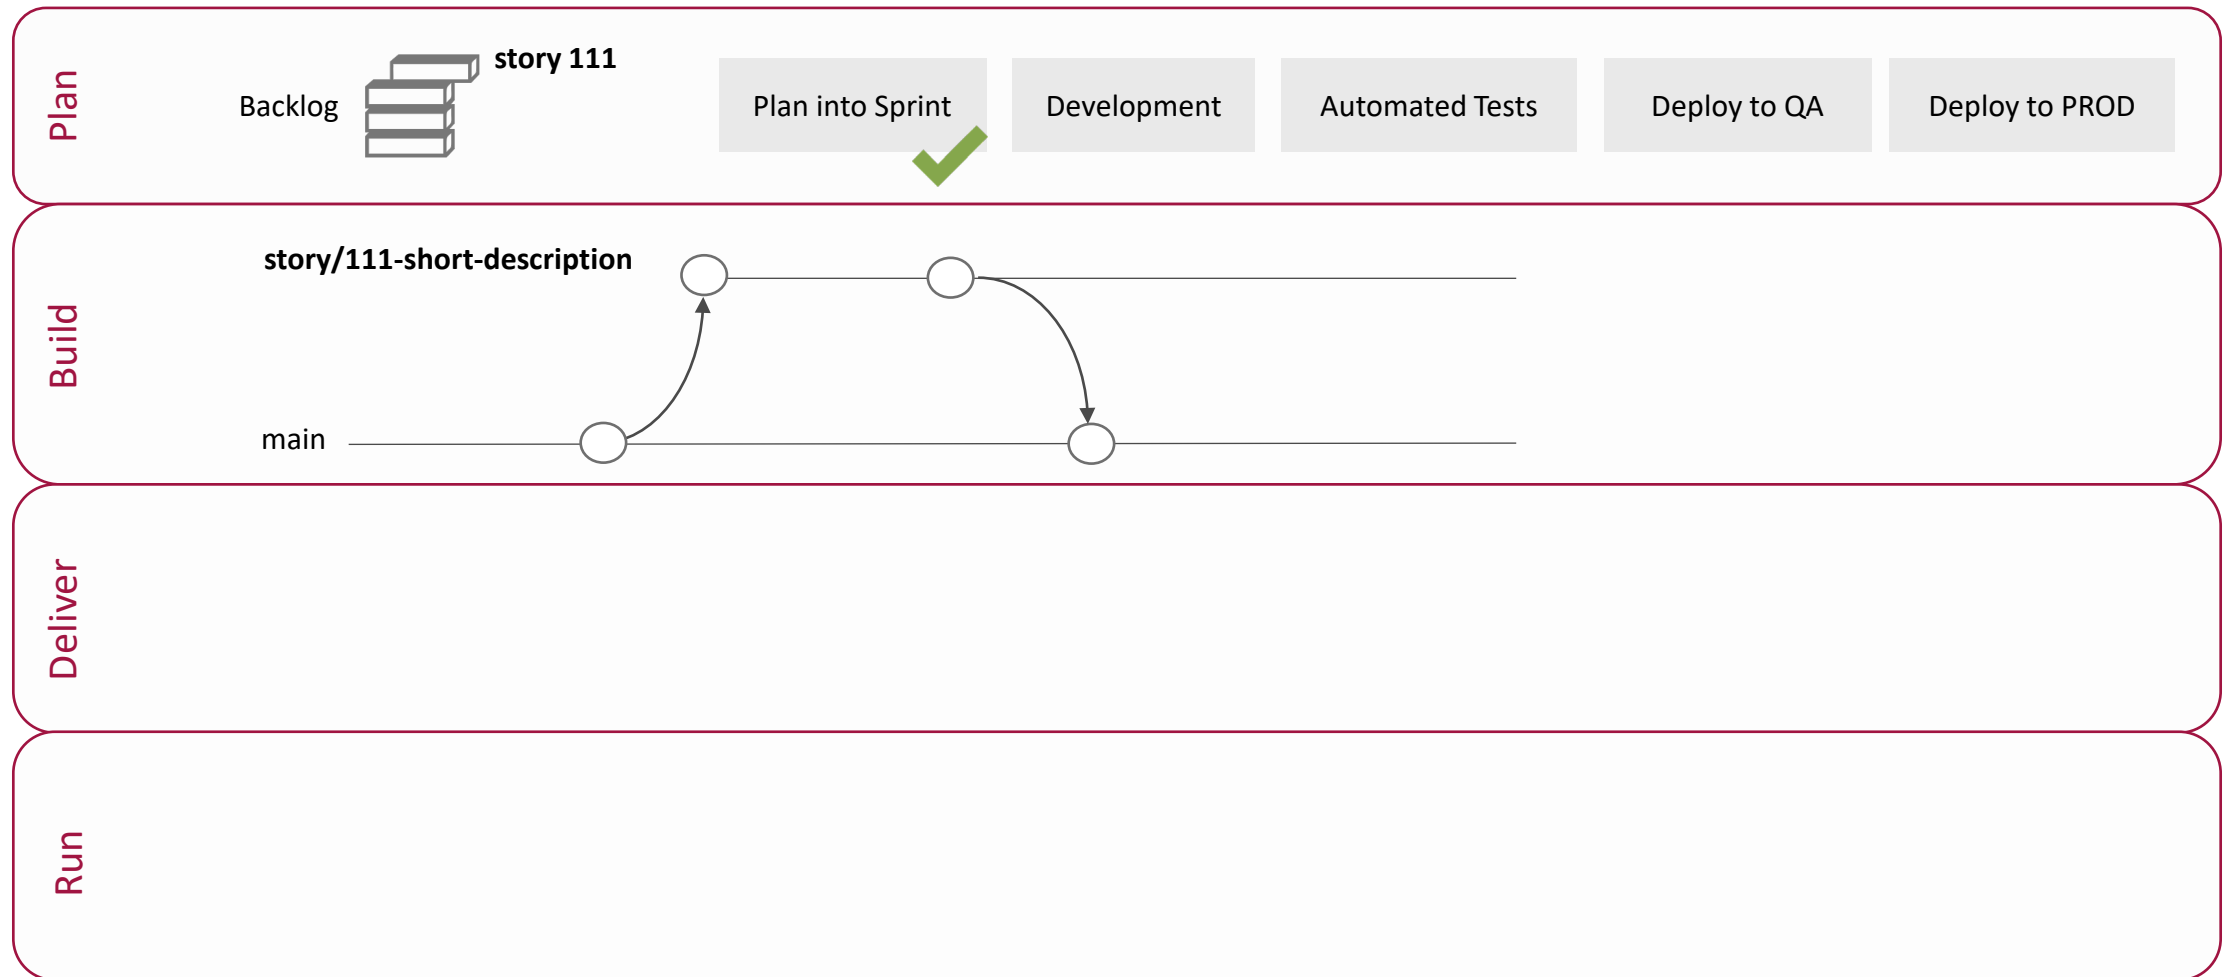 Plan
Backlog
story 111
Plan into Sprint
Development
Automated Tests
Deploy to QA
Deploy to PROD
Build
story/111-short-description
main
Deliver
Run